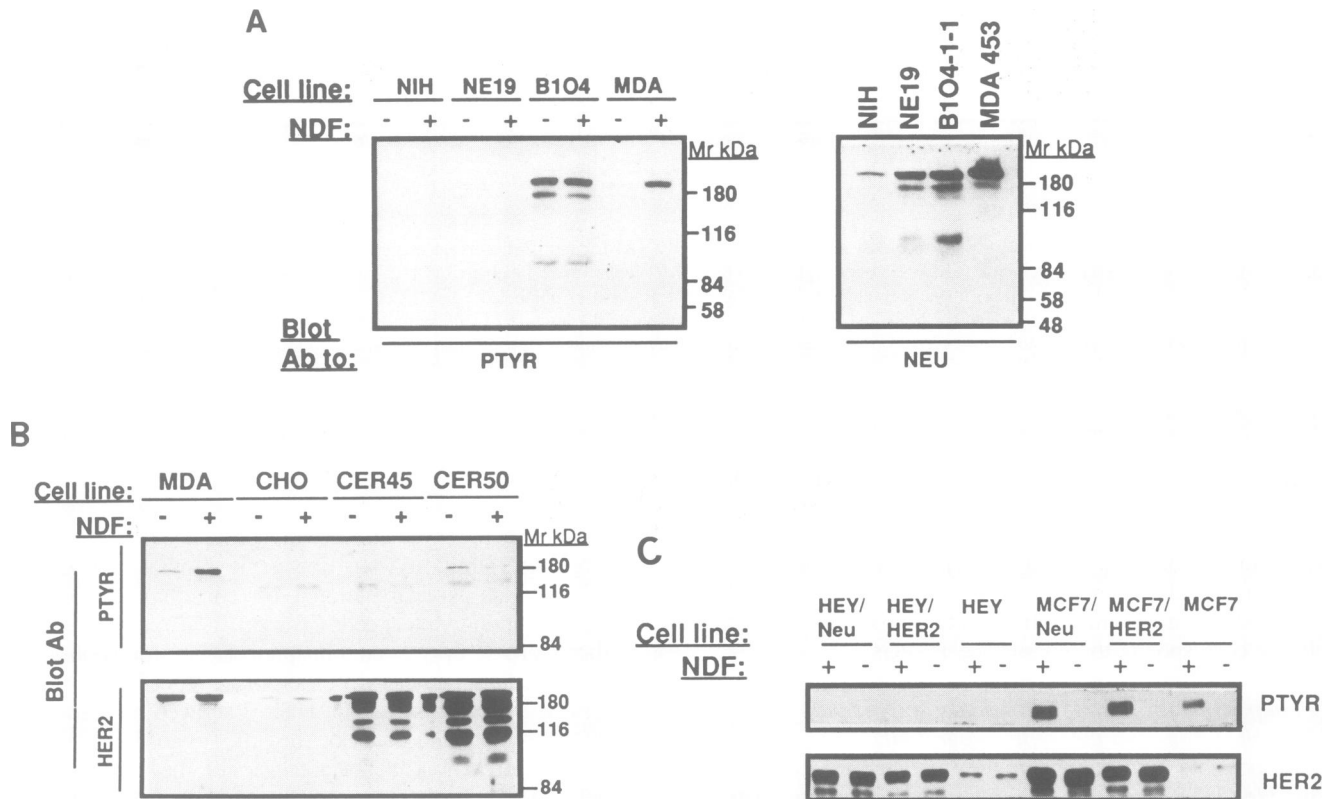 A
Cell line: NIH NE19 B1O4 MDA
NDF: - + - + - + - +
Mr kDa
180
116
84
58
Blot
Ab to: PTYR
NIH NE19 B1O4-1-1 MDA 453
Mr kDa
180
116
84
58
48
NEU
B
Cell line: MDA CHO CER45 CER50
NDF: - + - + - + - +
Mr kDa
Blot Ab
PTYR
180
116
84
HER2
180
116
84
C
HEY/ HEY/ HEY MCF7/ MCF7/ MCF7
Neu HER2 Neu HER2
Cell line:
NDF: + - + - + - + - + - + -
PTYR
HER2